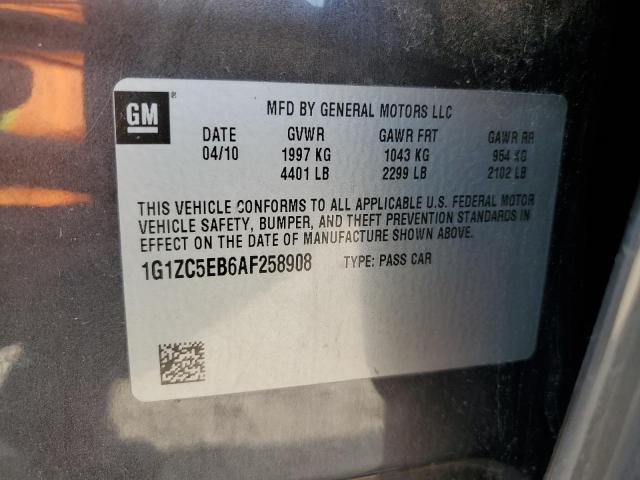 GM ®
MFD BY GENERAL MOTORS LLC
DATE GVWR GAWR FRT GAWR RR
04/10 1997 KG 1043 KG 954 KG
4401 LB 2299 LB 2102 LB
THIS VEHICLE CONFORMS TO ALL APPLICABLE U.S. FEDERAL MOTOR
VEHICLE SAFETY, BUMPER, AND THEFT PREVENTION STANDARDS IN
EFFECT ON THE DATE OF MANUFACTURE SHOWN ABOVE.
1G1ZC5EB6AF258908 TYPE: PASS CAR